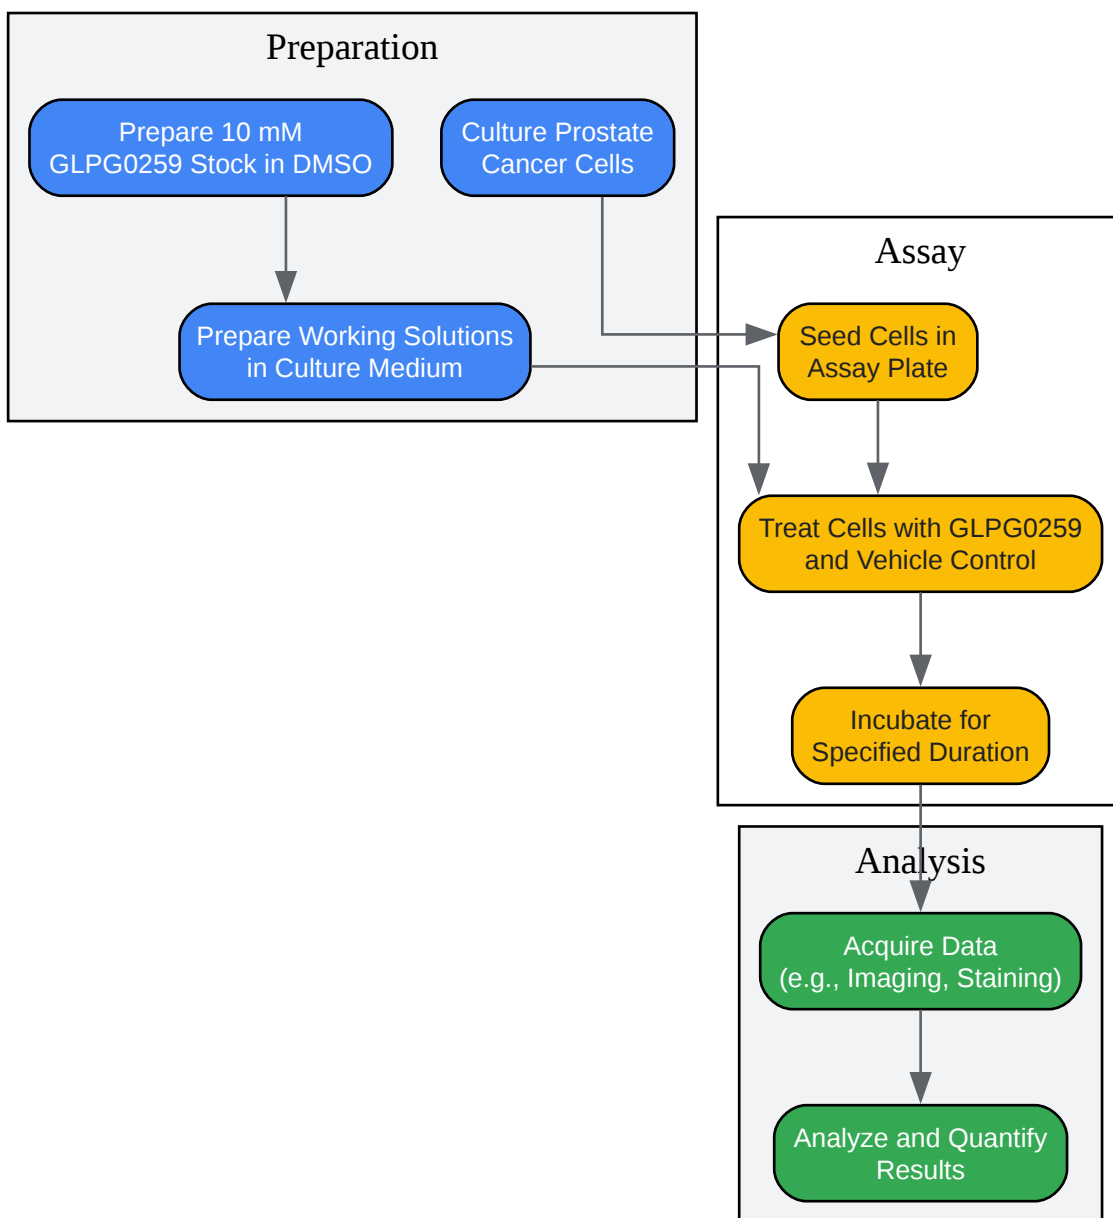 Preparation
Prepare 10 mM
GLPG0259 Stock in DMSO
Culture Prostate
Cancer Cells
Prepare Working Solutions
in Culture Medium
Assay
Seed Cells in
Assay Plate
Treat Cells with GLPG0259
and Vehicle Control
Incubate for
Specified Duration
Analysis
Acquire Data
(e.g., Imaging, Staining)
Analyze and Quantify
Results